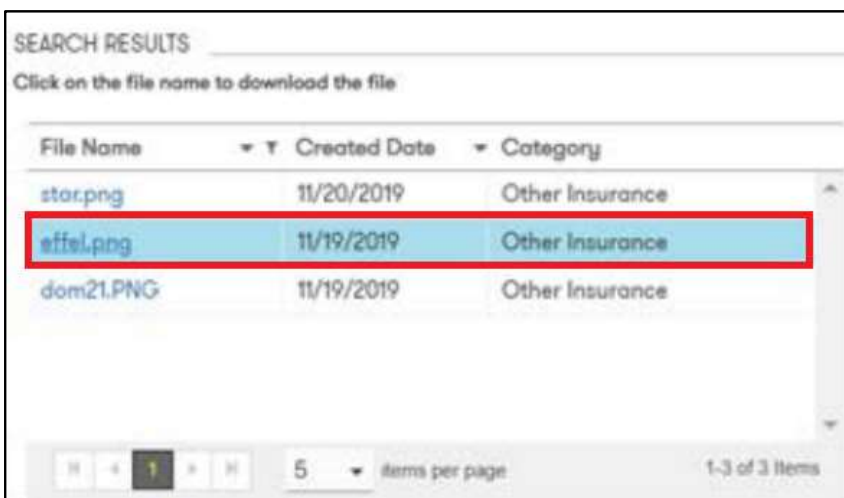 SEARCH RESULTS
Click on the file name to download the file
File Name Created Date Category
star.png 11/20/2019 Other Insurance
effel.png 11/19/2019 Other Insurance
dom21.PNG 11/19/2019 Other Insurance
1 5 items per page 1-3 of 3 Items